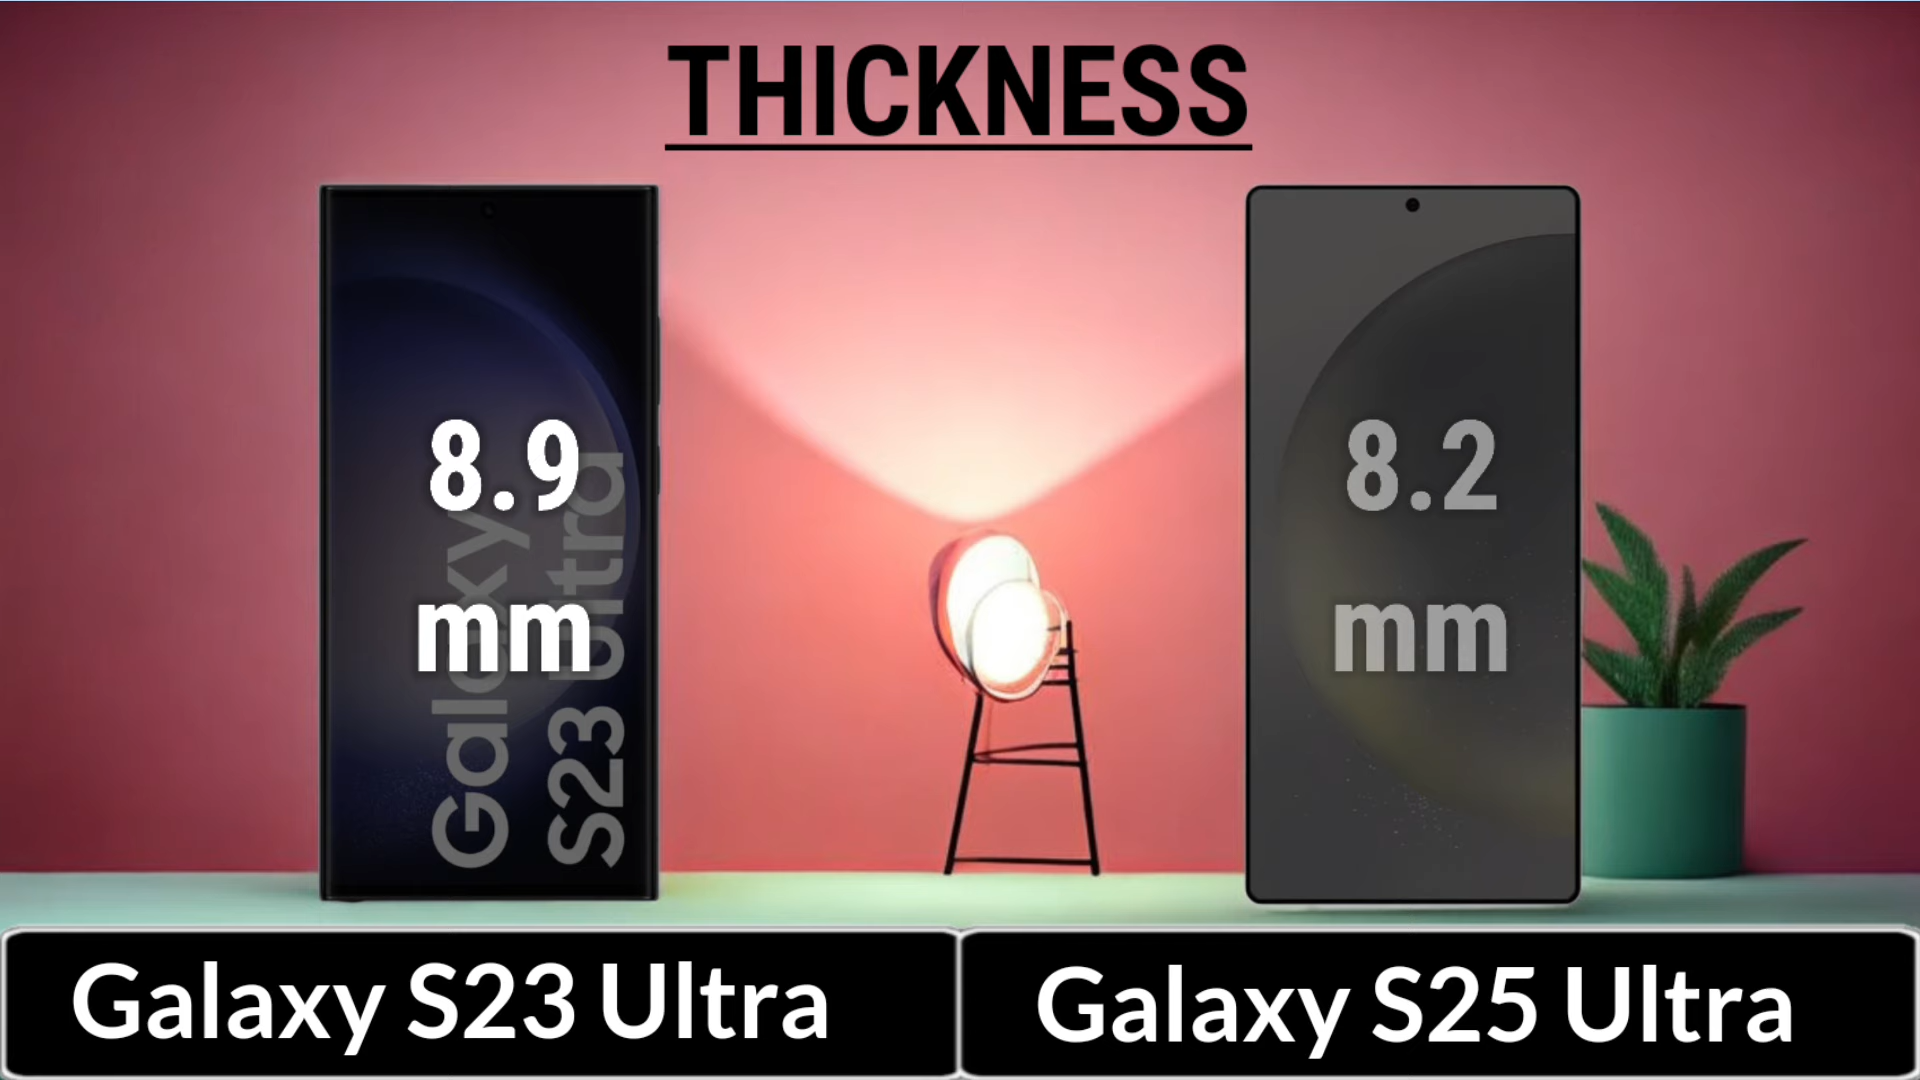 THICKNESS
8.9
mm
Galaxy
S23 Ultra
8.2
mm
Galaxy S23 Ultra
Galaxy S25 Ultra